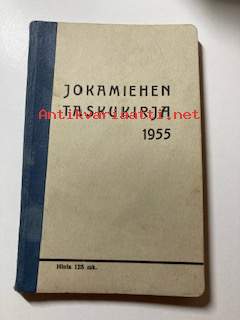 JOKAMIEHEN
TASKUKIRJA
Antikvariaatti.net
1955
Hinta 125 mk.